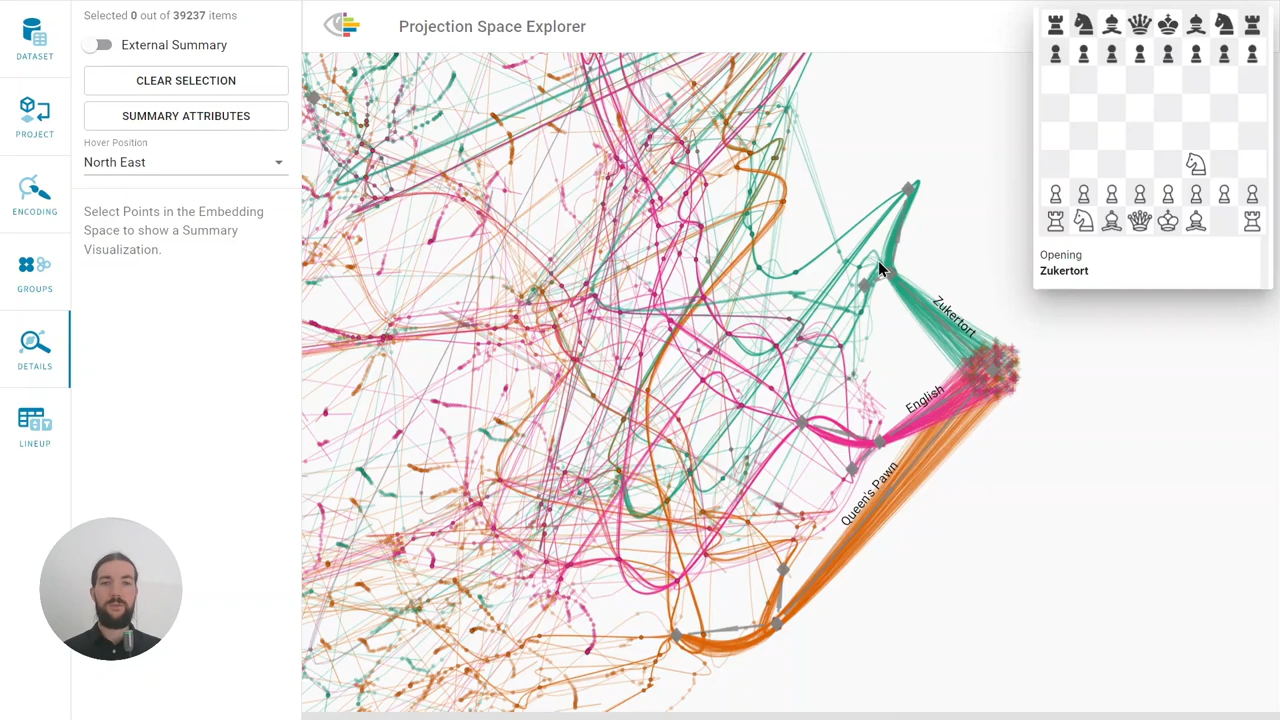 Selected 0 out of 39237 items
External Summary
CLEAR SELECTION
SUMMARY ATTRIBUTES
Hover Position
North East
Select Points in the Embedding
Space to show a Summary
Visualization.
DATASET
PROJECT
ENCODING
GROUPS
DETAILS
LINEUP
Projection Space Explorer
Zukertort
English
Queen's Pawn
Opening
Zukertort